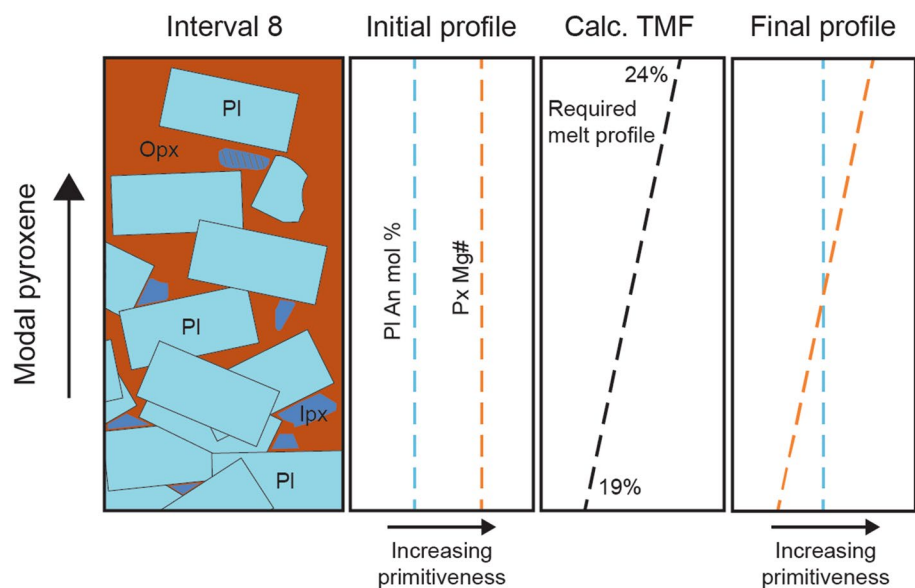 Interval 8
Initial profile
Calc. TMF
Final profile
Modal pyroxene
Pl
Opx
Pl
Ipx
Pl
Pl An mol %
Px Mg#
24%
Required
melt profile
19%
Increasing
primitiveness
Increasing
primitiveness